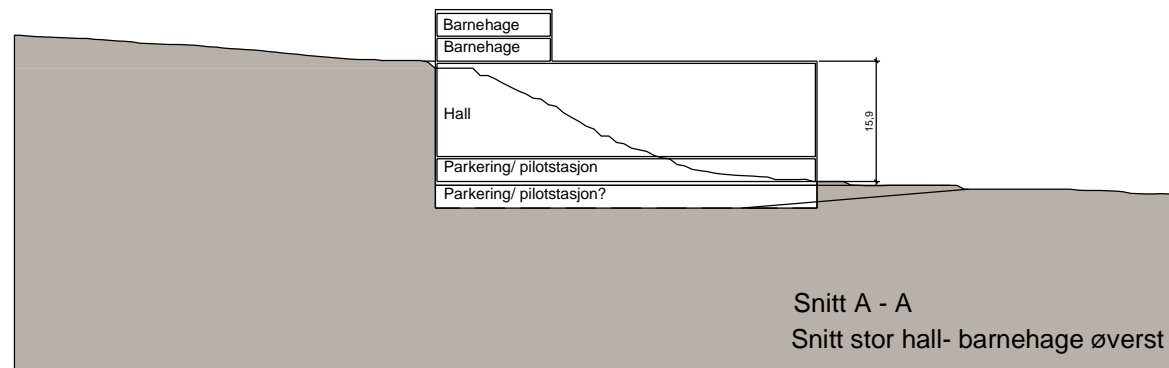 Barnehage
Barnehage
Hall
15,9
Parkering/ pilotstasjon
Parkering/ pilotstasjon?
Snitt A - A
Snitt stor hall- barnehage øverst